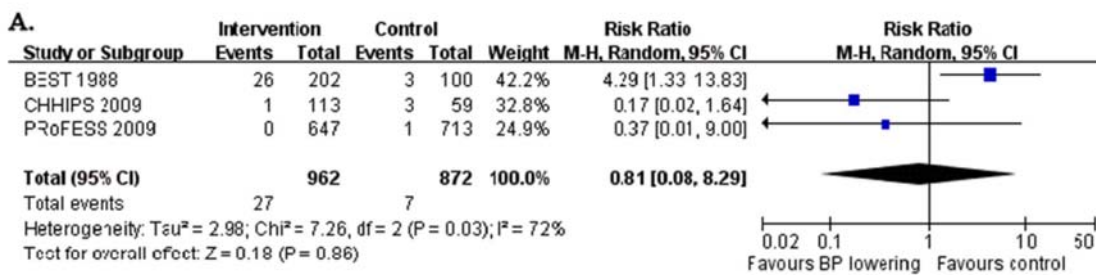 A.
Intervention Control Risk Ratio Risk Ratio
Study or Subgroup Events Total Events Total Weight M-H, Random, 95% CI M-H, Random, 95% CI
BEST 1988 26 202 3 100 42.2% 4.29 [1.33 13.83]
CHHIPS 2009 1 113 3 59 32.8% 0.17 [0.02, 1.64]
PRoFESS 2009 0 647 1 713 24.9% 0.37 [0.01, 9.00]
Total (95% CI) 962 872 100.0% 0.81 [0.08, 8.29]
Total events 27 7
Heterogeneity: Tau² = 2.98; Chi² = 7.26, df = 2 (P = 0.03); I² = 72%
Test for overall effect: Z = 0.18 (P = 0.86)
0.02 0.1 1 10 50
Favours BP lowering Favours control